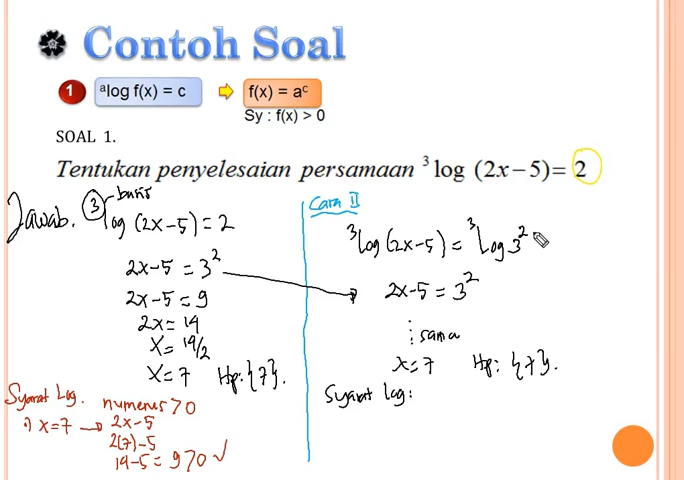 Contoh Soal
1 ᵃlog f(x) = c ⇨ f(x) = aᶜ
Sy : f(x) > 0
SOAL 1.
Tentukan penyelesaian persamaan ³log (2x − 5) = 2
Jawab. ³log (2x−5) = 2
basis
2x−5 = 3²
2x−5 = 9
2x = 14
x = 14/2
x = 7 Hp: {7}.
Syarat Log. numerus > 0
1) x = 7 → 2x−5
2(7)−5
14−5 = 9 > 0 ✓
Cara II
³log (2x−5) = ³log 3²
2x−5 = 3²
⋮ sama
x = 7 Hp: {7}.
Syarat Log: